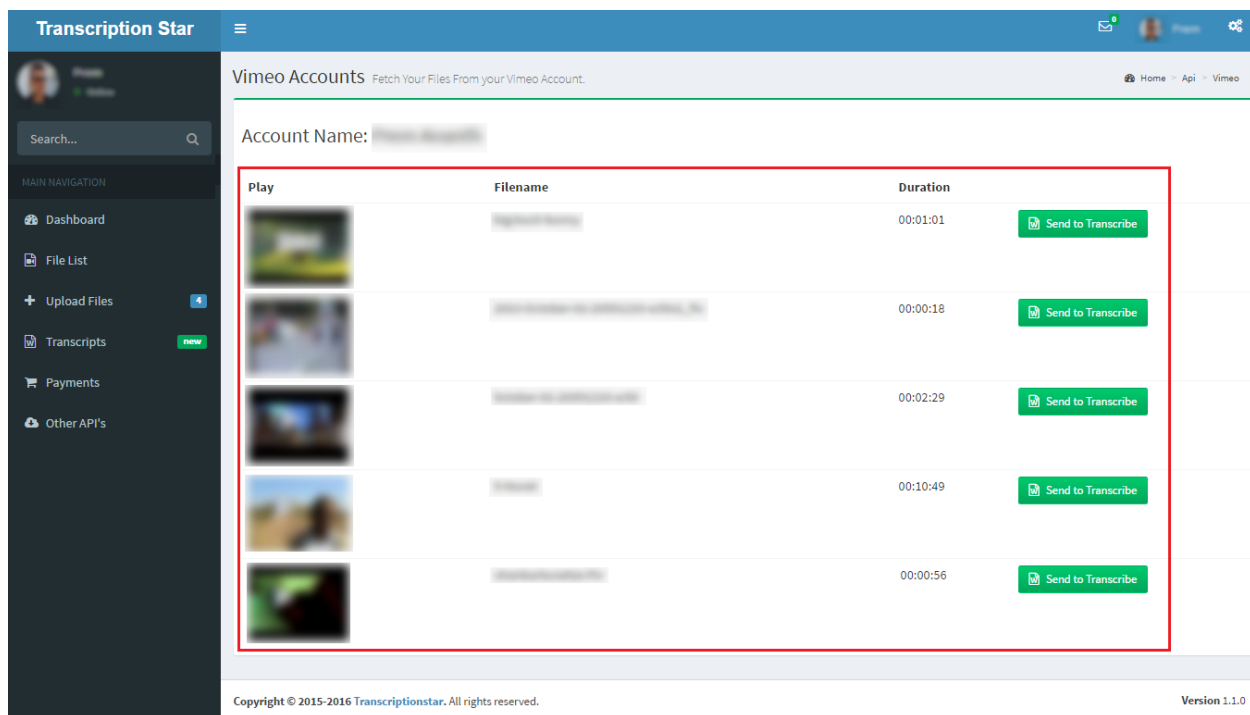 Transcription Star
0
Vimeo Accounts Fetch Your Files From your Vimeo Account.
Home > Api > Vimeo
Search...
MAIN NAVIGATION
Dashboard
File List
Upload Files 4
Transcripts new
Payments
Other API's
Account Name:
Play Filename Duration
00:01:01 Send to Transcribe
00:00:18 Send to Transcribe
00:02:29 Send to Transcribe
00:10:49 Send to Transcribe
00:00:56 Send to Transcribe
Copyright © 2015-2016 Transcriptionstar. All rights reserved.
Version 1.1.0